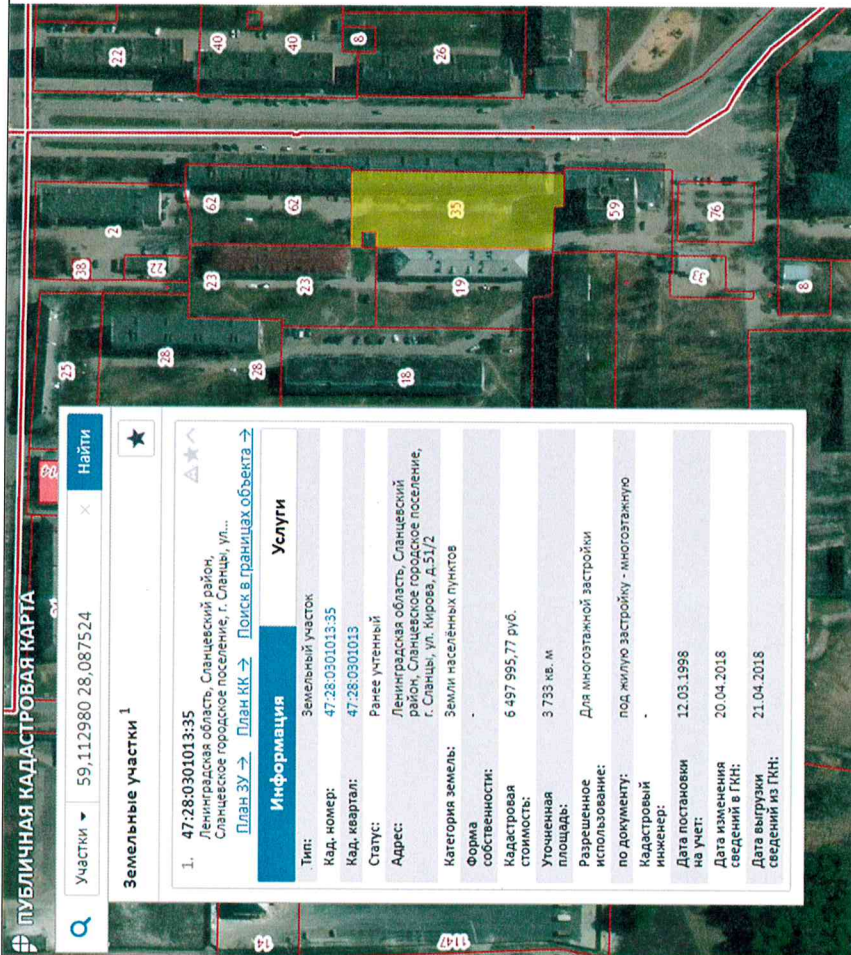 ПУБЛИЧНАЯ КАДАСТРОВАЯ КАРТА
Участки 59,112980 28,087524 × Найти
Земельные участки 1
1. 47:28:0301013:35
Ленинградская область, Сланцевский район,
Сланцевское городское поселение, г. Сланцы, ул...
План ЗУ → План КК → Поиск в границах объекта →
Информация Услуги
Тип: Земельный участок
Кад. номер: 47:28:0301013:35
Кад. квартал: 47:28:0301013
Статус: Ранее учтенный
Адрес: Ленинградская область, Сланцевский
район, Сланцевское городское поселение,
г. Сланцы, ул. Кирова, д.51/2
Категория земель: Земли населённых пунктов
Форма
собственности: -
Кадастровая
стоимость: 6 497 995,77 руб.
Уточненная
площадь: 3 733 кв. м
Разрешенное
использование: Для многоэтажной застройки
по документу: под жилую застройку - многоэтажную
Кадастровый
инженер: -
Дата постановки
на учет: 12.03.1998
Дата изменения
сведений в ГКН: 20.04.2018
Дата выгрузки
сведений из ГКН: 21.04.2018
14
1147
25
28
28
18
38
2
23
23
19
62
62
35
59
76
8
22
40
40
8
26